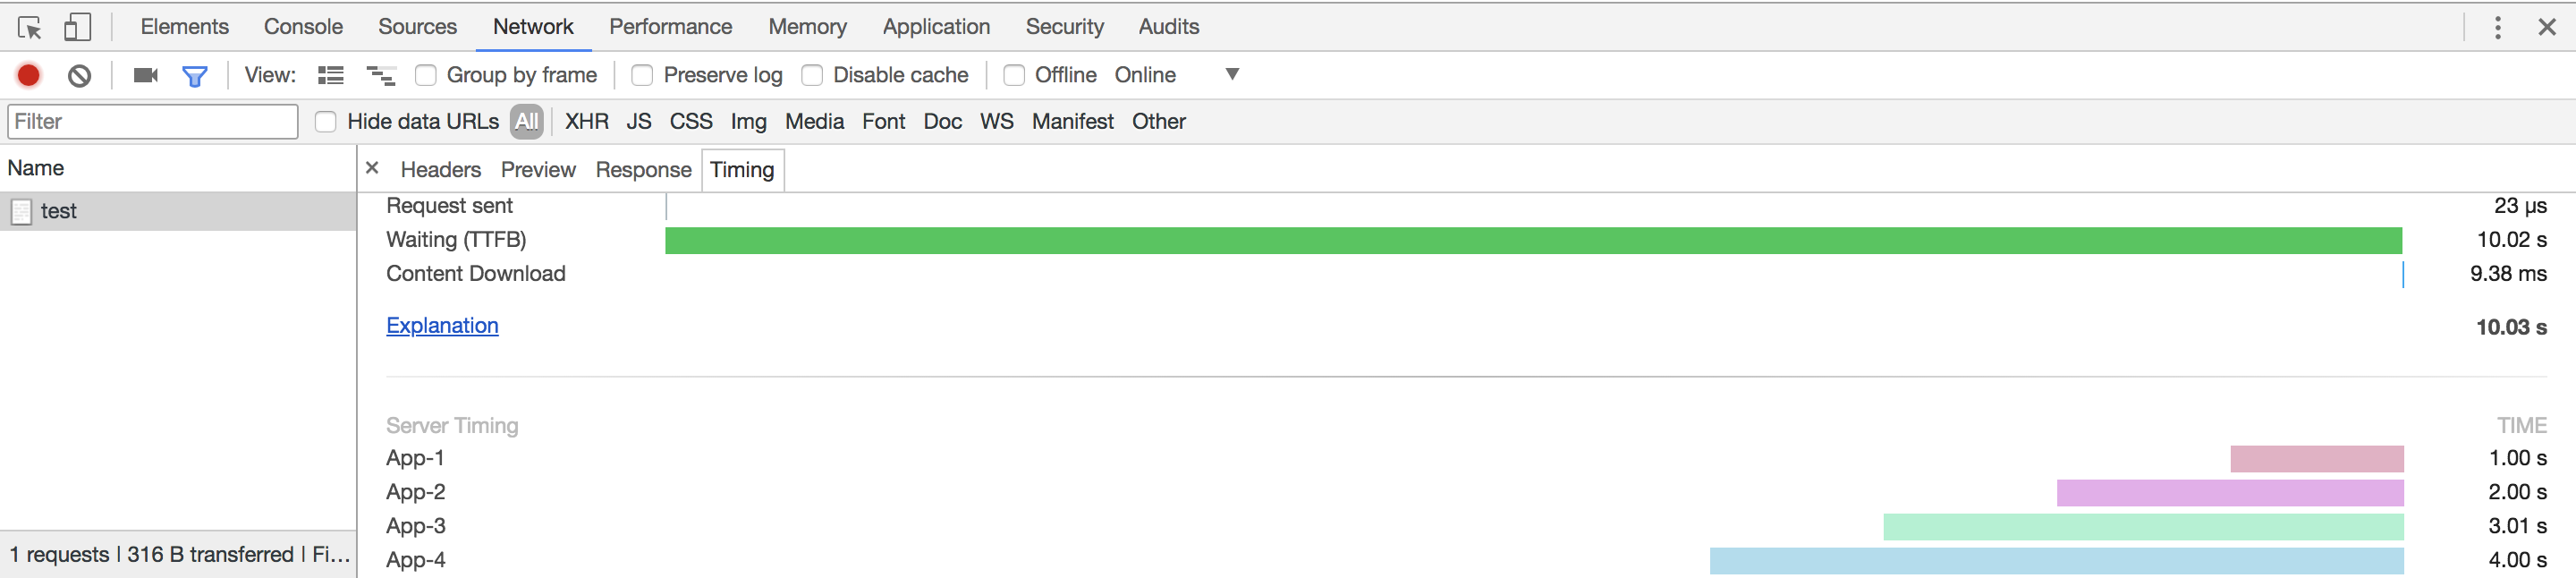 Elements Console Sources Network Performance Memory Application Security Audits
View: Group by frame Preserve log Disable cache Offline Online
Filter Hide data URLs All XHR JS CSS Img Media Font Doc WS Manifest Other
Name
× Headers Preview Response Timing
test
Request sent 23 µs
Waiting (TTFB) 10.02 s
Content Download 9.38 ms
Explanation 10.03 s
Server Timing TIME
App-1 1.00 s
App-2 2.00 s
App-3 3.01 s
App-4 4.00 s
1 requests | 316 B transferred | Fi…